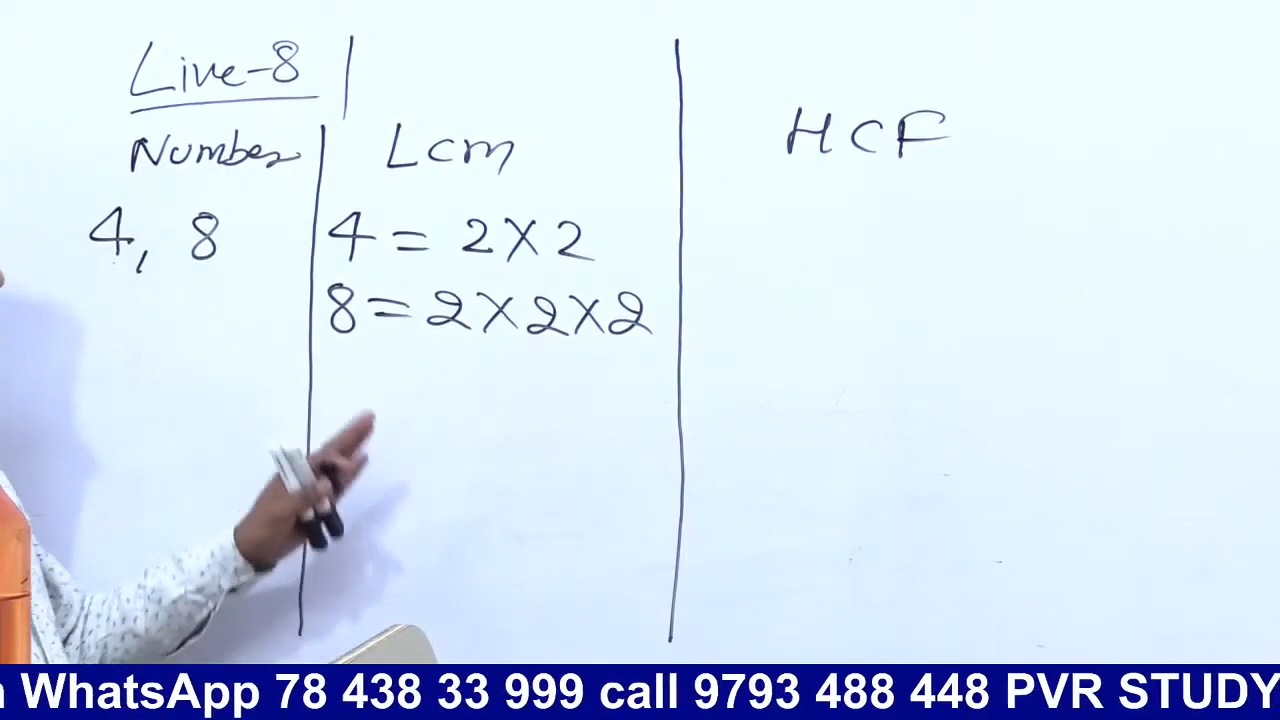 Live-8
Number
Lcm
HCF
4, 8
4 = 2 X 2
8 = 2 X 2 X 2
WhatsApp 78 438 33 999 call 9793 488 448 PVR STUDY